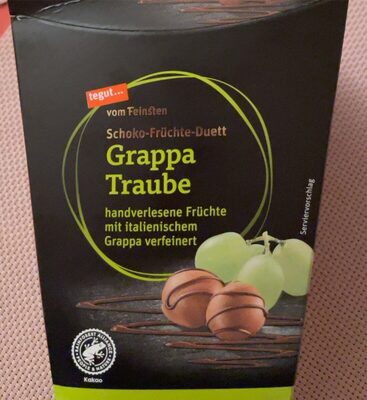 tegut...
vom Feinsten
Schoko-Früchte-Duett
Grappa
Traube
handverlesene Früchte
mit italienischem
Grappa verfeinert
Serviervorschlag
Kakao